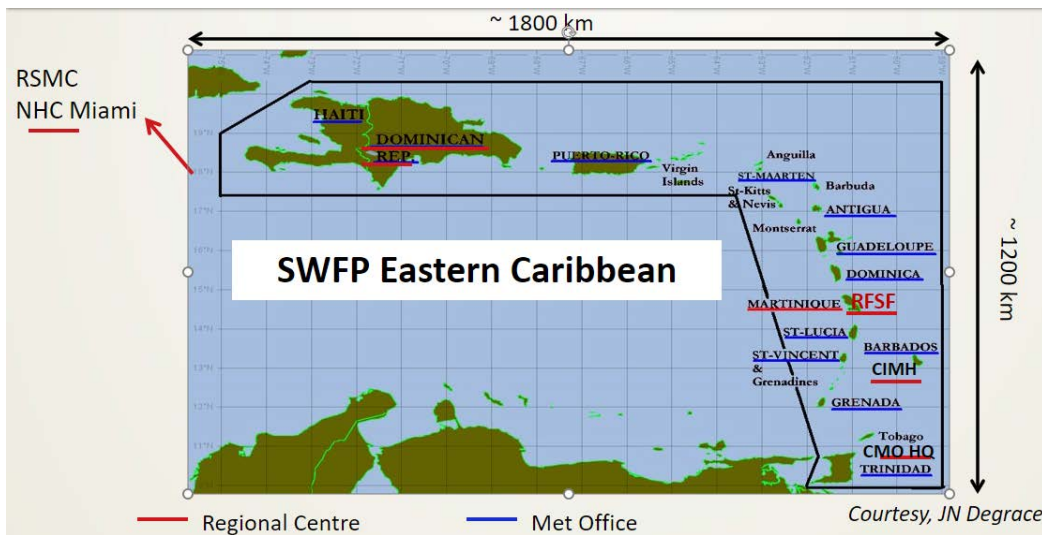 ~ 1800 km
RSMC
NHC Miami
HAITI
DOMINICAN
REP.
PUERTO-RICO
Virgin
Islands
Anguilla
ST-MAARTEN
Barbuda
St-Kitts
& Nevis
ANTIGUA
Montserrat
GUADELOUPE
DOMINICA
MARTINIQUE
RFSF
ST-LUCIA
BARBADOS
ST-VINCENT
&
Grenadines
CIMH
GRENADA
Tobago
CMO HQ
TRINIDAD
SWFP Eastern Caribbean
~ 1200 km
Regional Centre
Met Office
Courtesy, JN Degrace